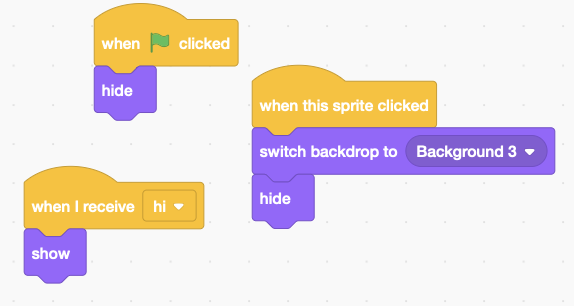 when clicked
hide
when this sprite clicked
switch backdrop to Background 3
hide
when I receive hi
show